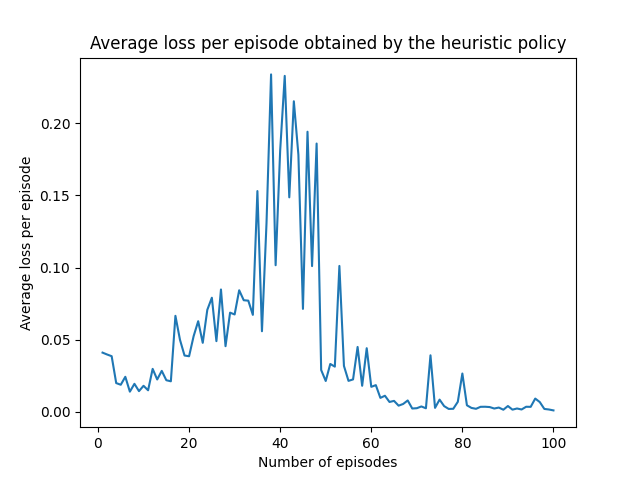 Average loss per episode obtained by the heuristic policy
0.20
0.15
0.10
0.05
0.00
Average loss per episode
0 20 40 60 80 100
Number of episodes